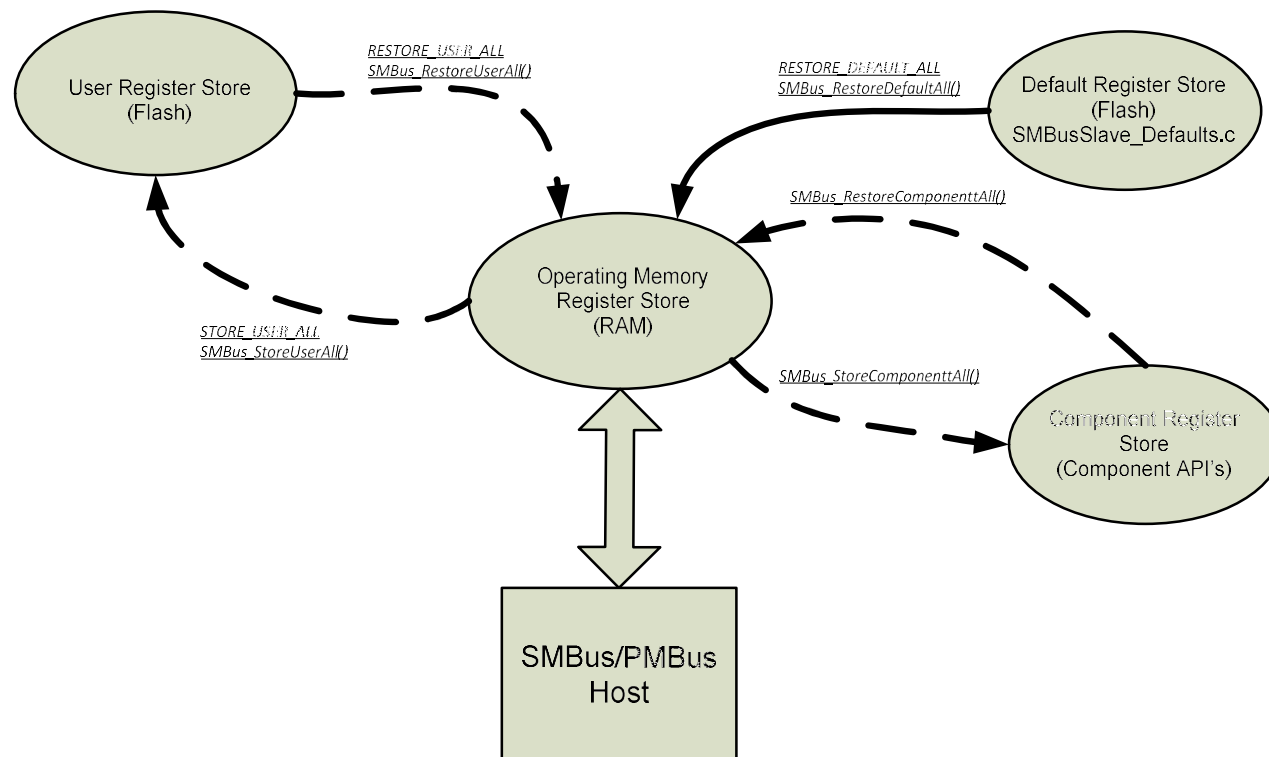 RESTORE_USER_ALL
SMBus_RestoreUserAll()
User Register Store
(Flash)
RESTORE_DEFAULT_ALL
SMBus_RestoreDefaultAll()
Default Register Store
(Flash)
SMBusSlave_Defaults.c
SMBus_RestoreComponenttAll()
Operating Memory
Register Store
(RAM)
STORE_USER_ALL
SMBus_StoreUserAll()
SMBus_StoreComponenttAll()
Component Register
Store
(Component API's)
SMBus/PMBus
Host